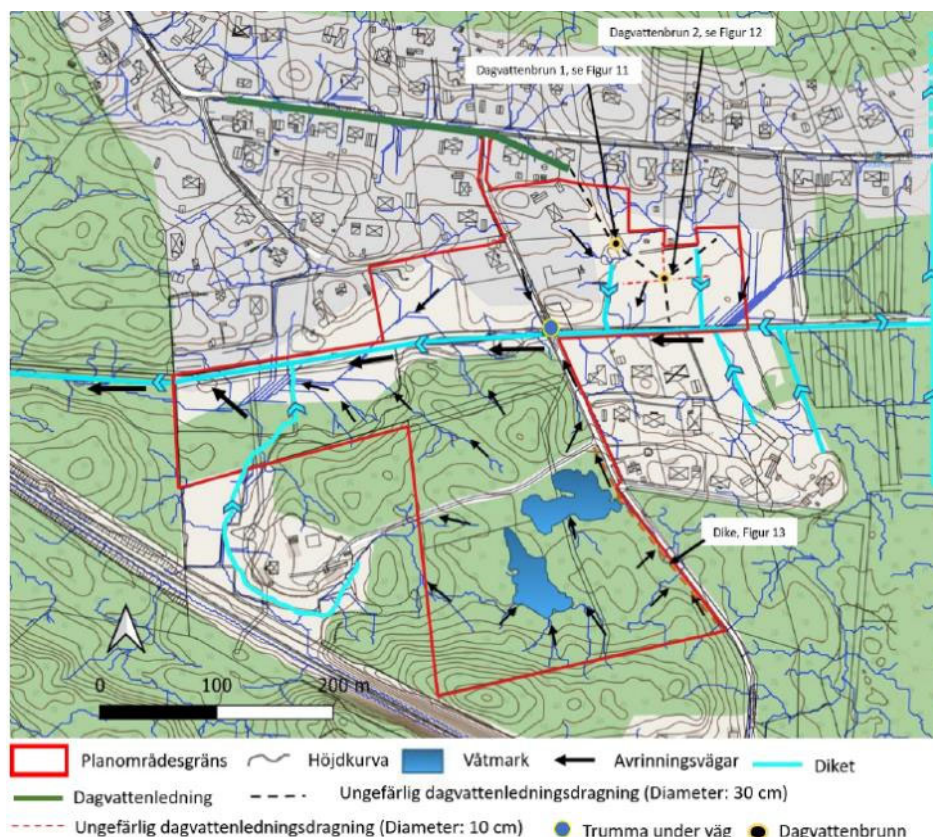 Dagvattenbrun 2, se Figur 12
Dagvattenbrun 1, se Figur 11
Dike, Figur 13
0 100 200 m
Planområdesgräns Höjdkurva Våtmark Avrinningsvägar Diket
Dagvattenledning Ungefärlig dagvattenledningsdragning (Diameter: 30 cm)
Ungefärlig dagvattenledningsdragning (Diameter: 10 cm) Trumma under väg Dagvattenbrunn